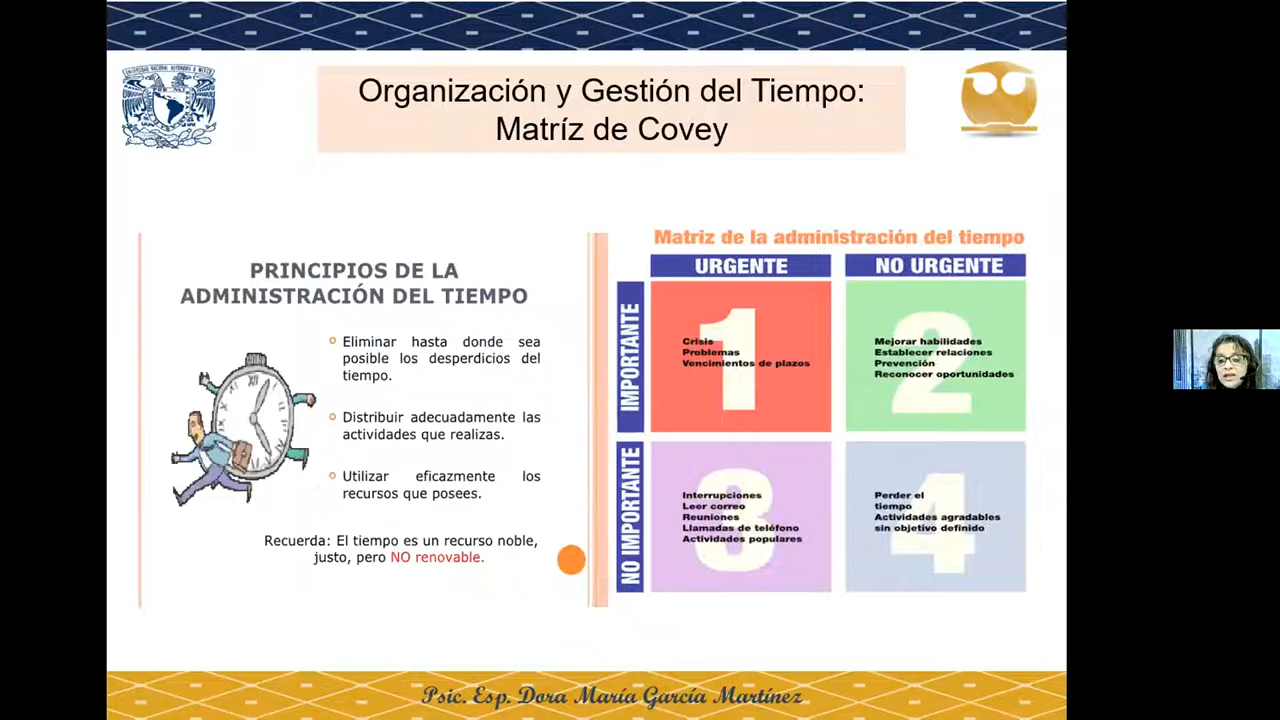 Organización y Gestión del Tiempo:
Matríz de Covey
PRINCIPIOS DE LA
ADMINISTRACIÓN DEL TIEMPO
Eliminar hasta donde sea
posible los desperdicios del
tiempo.
Distribuir adecuadamente las
actividades que realizas.
Utilizar eficazmente los
recursos que posees.
Recuerda: El tiempo es un recurso noble,
justo, pero NO renovable.
Matriz de la administración del tiempo
URGENTE
NO URGENTE
IMPORTANTE
1
Crisis
Problemas
Vencimientos de plazos
2
Mejorar habilidades
Establecer relaciones
Prevención
Reconocer oportunidades
NO IMPORTANTE
3
Interrupciones
Leer correo
Reuniones
Llamadas de teléfono
Actividades populares
4
Perder el
tiempo
Actividades agradables
sin objetivo definido
Psic. Esp. Dora María García Martínez